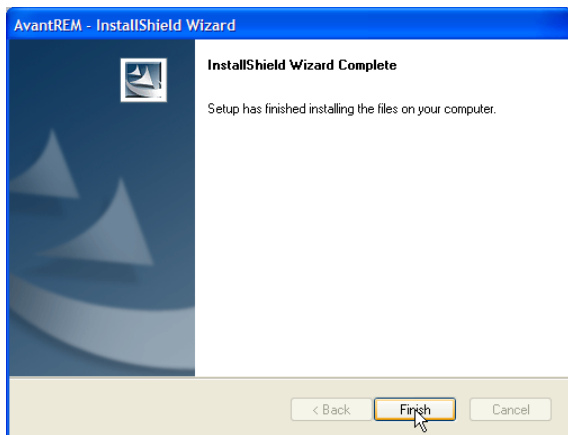 AvantREM - InstallShield Wizard
InstallShield Wizard Complete
Setup has finished installing the files on your computer.
< Back
Finish
Cancel